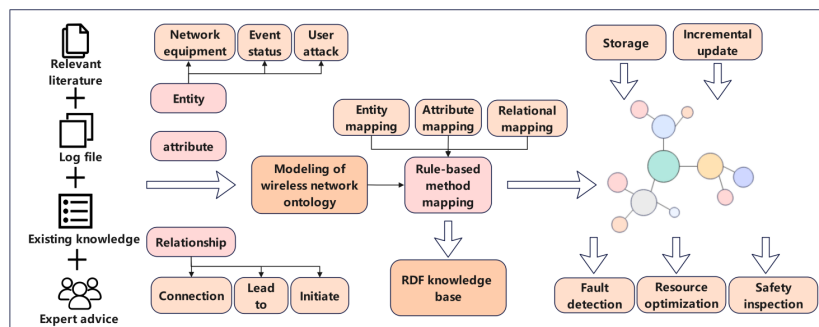 Relevant
literature
+
Log file
+
Existing knowledge
+
Expert advice
Network
equipment
Event
status
User
attack
Entity
attribute
Modeling of
wireless network
ontology
Relationship
Connection
Lead
to
Initiate
Entity
mapping
Attribute
mapping
Relational
mapping
Rule-based
method
mapping
RDF knowledge
base
Storage
Incremental
update
Fault
detection
Resource
optimization
Safety
inspection